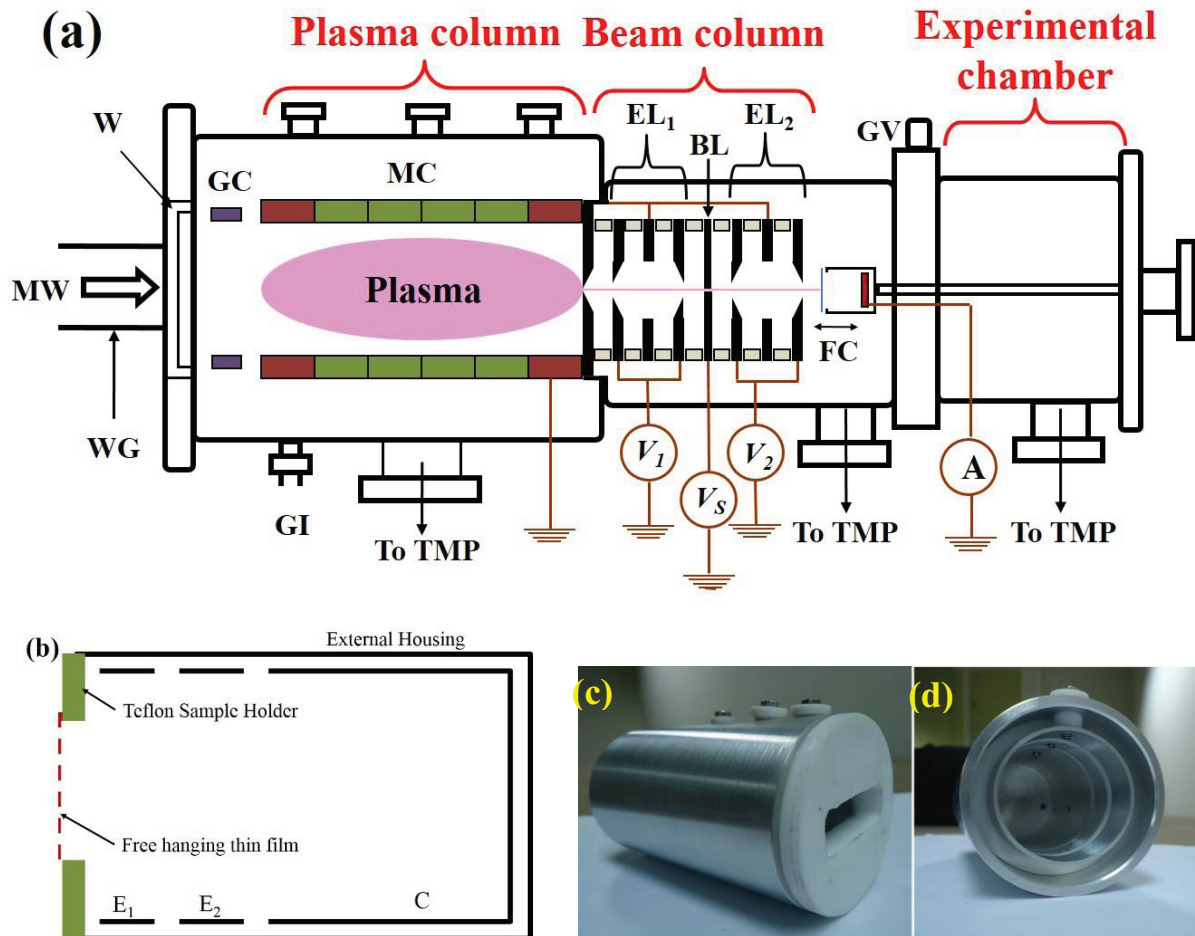 (a)
Plasma column
Beam column
Experimental
chamber
W
GC
MC
EL₁
BL
EL₂
GV
MW
Plasma
FC
WG
V₁
V₂
A
Vₛ
GI
To TMP
To TMP
To TMP
(b)
External Housing
Teflon Sample Holder
Free hanging thin film
E₁
E₂
C
(c)
(d)